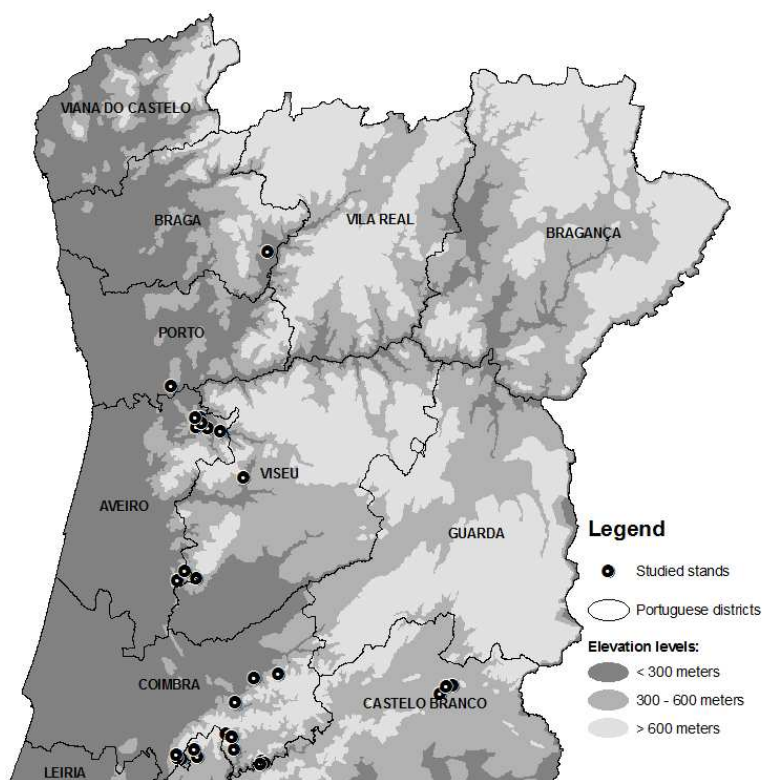 VIANA DO CASTELO
BRAGA
VILA REAL
BRAGANÇA
PORTO
VISEU
AVEIRO
GUARDA
COIMBRA
CASTELO BRANCO
LEIRIA
Legend
Studied stands
Portuguese districts
Elevation levels:
< 300 meters
300 - 600 meters
> 600 meters